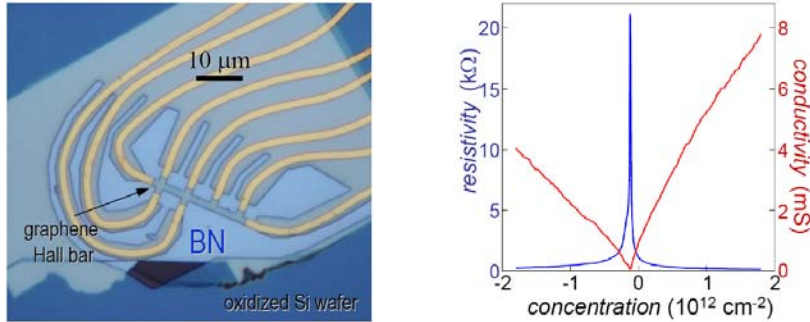 10 μm
graphene
Hall bar
BN
oxidized Si wafer
resistivity (kΩ)
20
15
10
5
0
8
6
4
2
0
conductivity (mS)
-2 -1 0 1 2
concentration (10¹² cm⁻²)